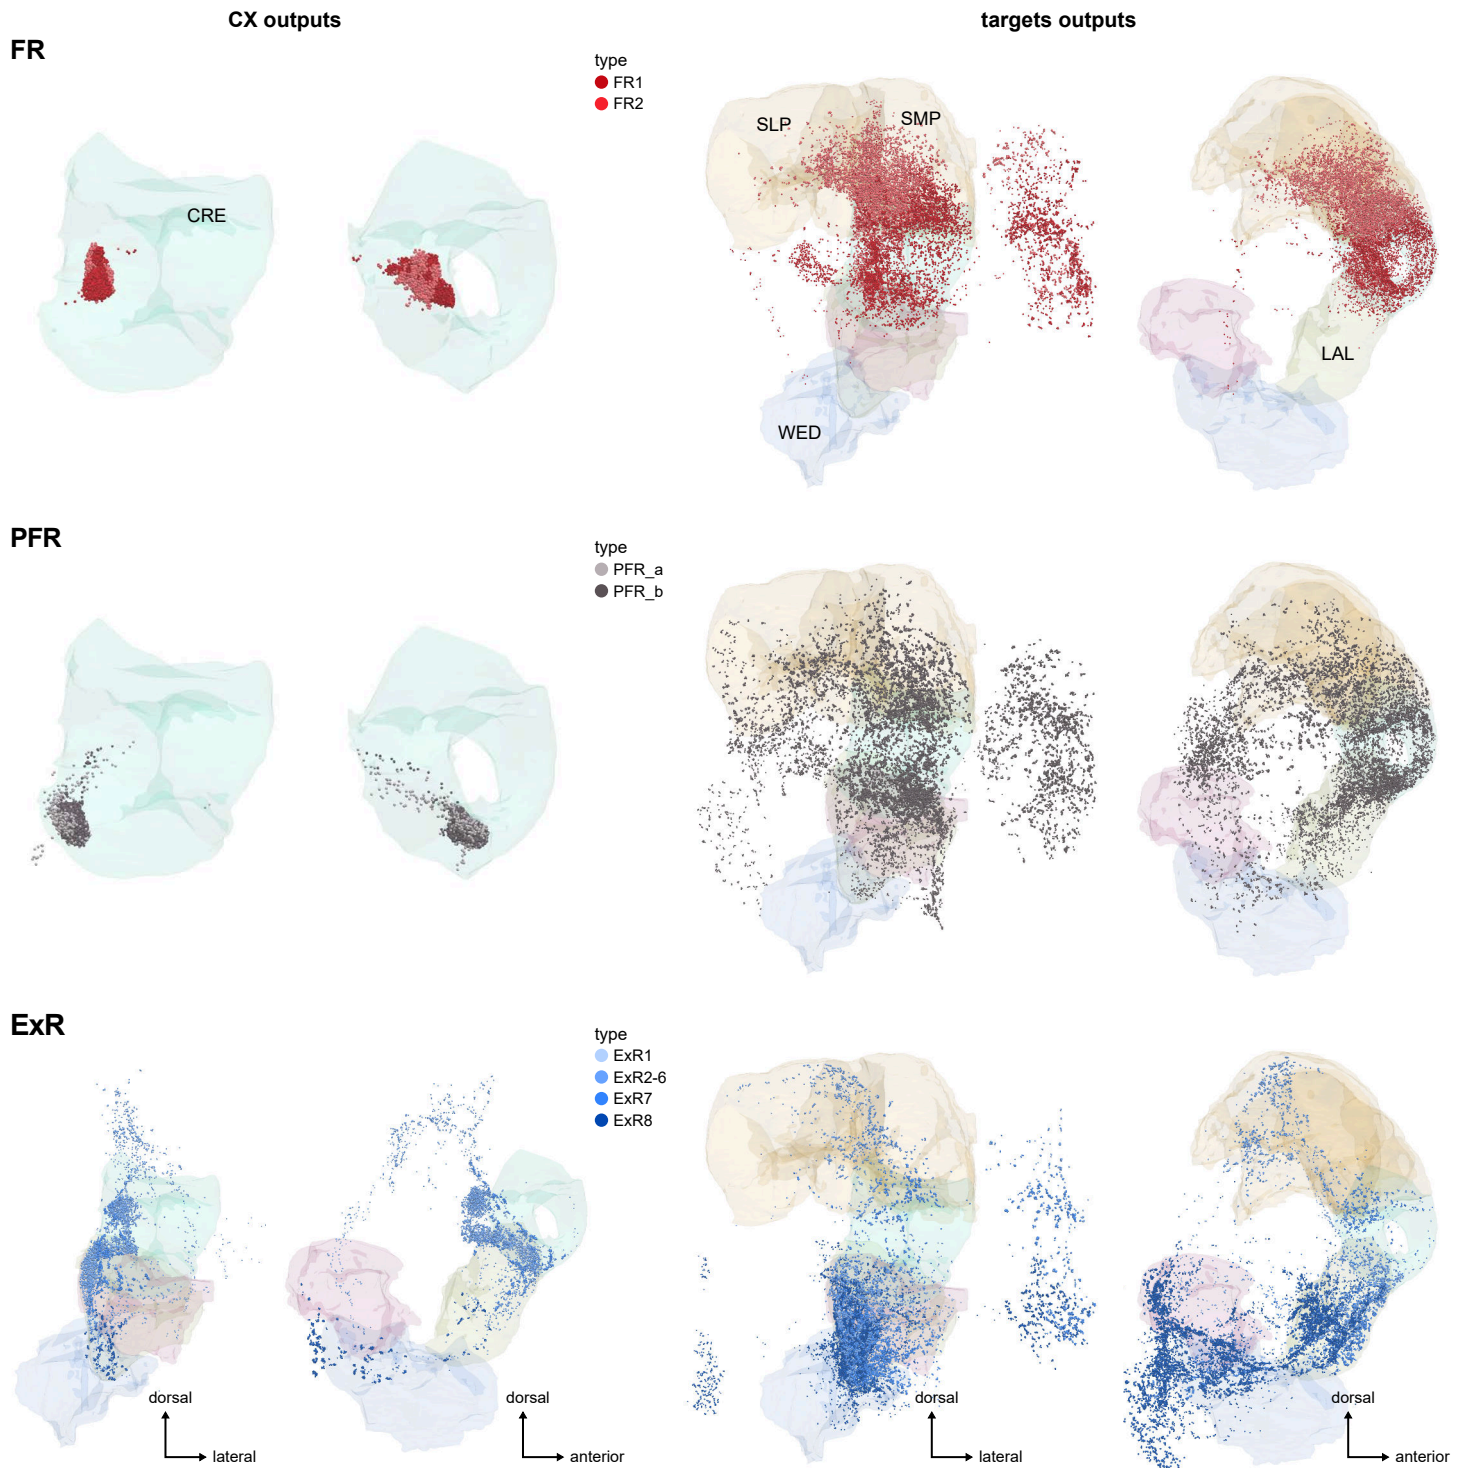 CX outputs
targets outputs
FR
type
FR1
FR2
CRE
SLP
SMP
LAL
WED
PFR
type
PFR_a
PFR_b
ExR
type
ExR1
ExR2-6
ExR7
ExR8
dorsal
lateral
dorsal
anterior
dorsal
lateral
dorsal
anterior